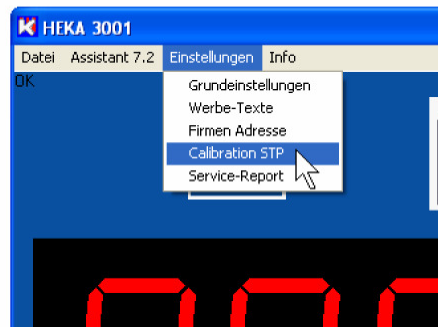 HEKA 3001
Datei Assistant 7.2 Einstellungen Info
OK
Grundeinstellungen
Werbe-Texte
Firmen Adresse
Calibration STP
Service-Report